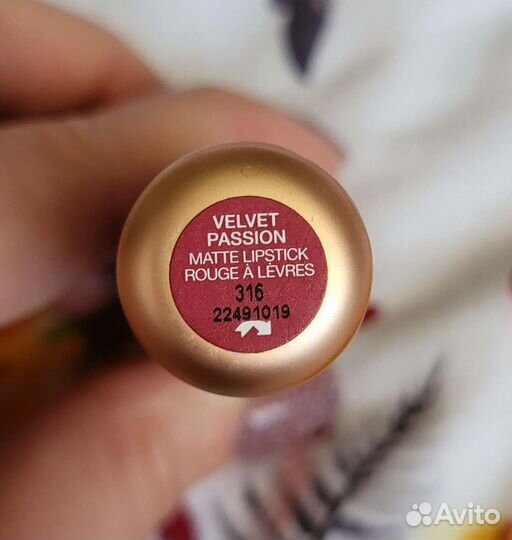 VELVET
PASSION
MATTE LIPSTICK
ROUGE À LÈVRES
316
22491019
Avito